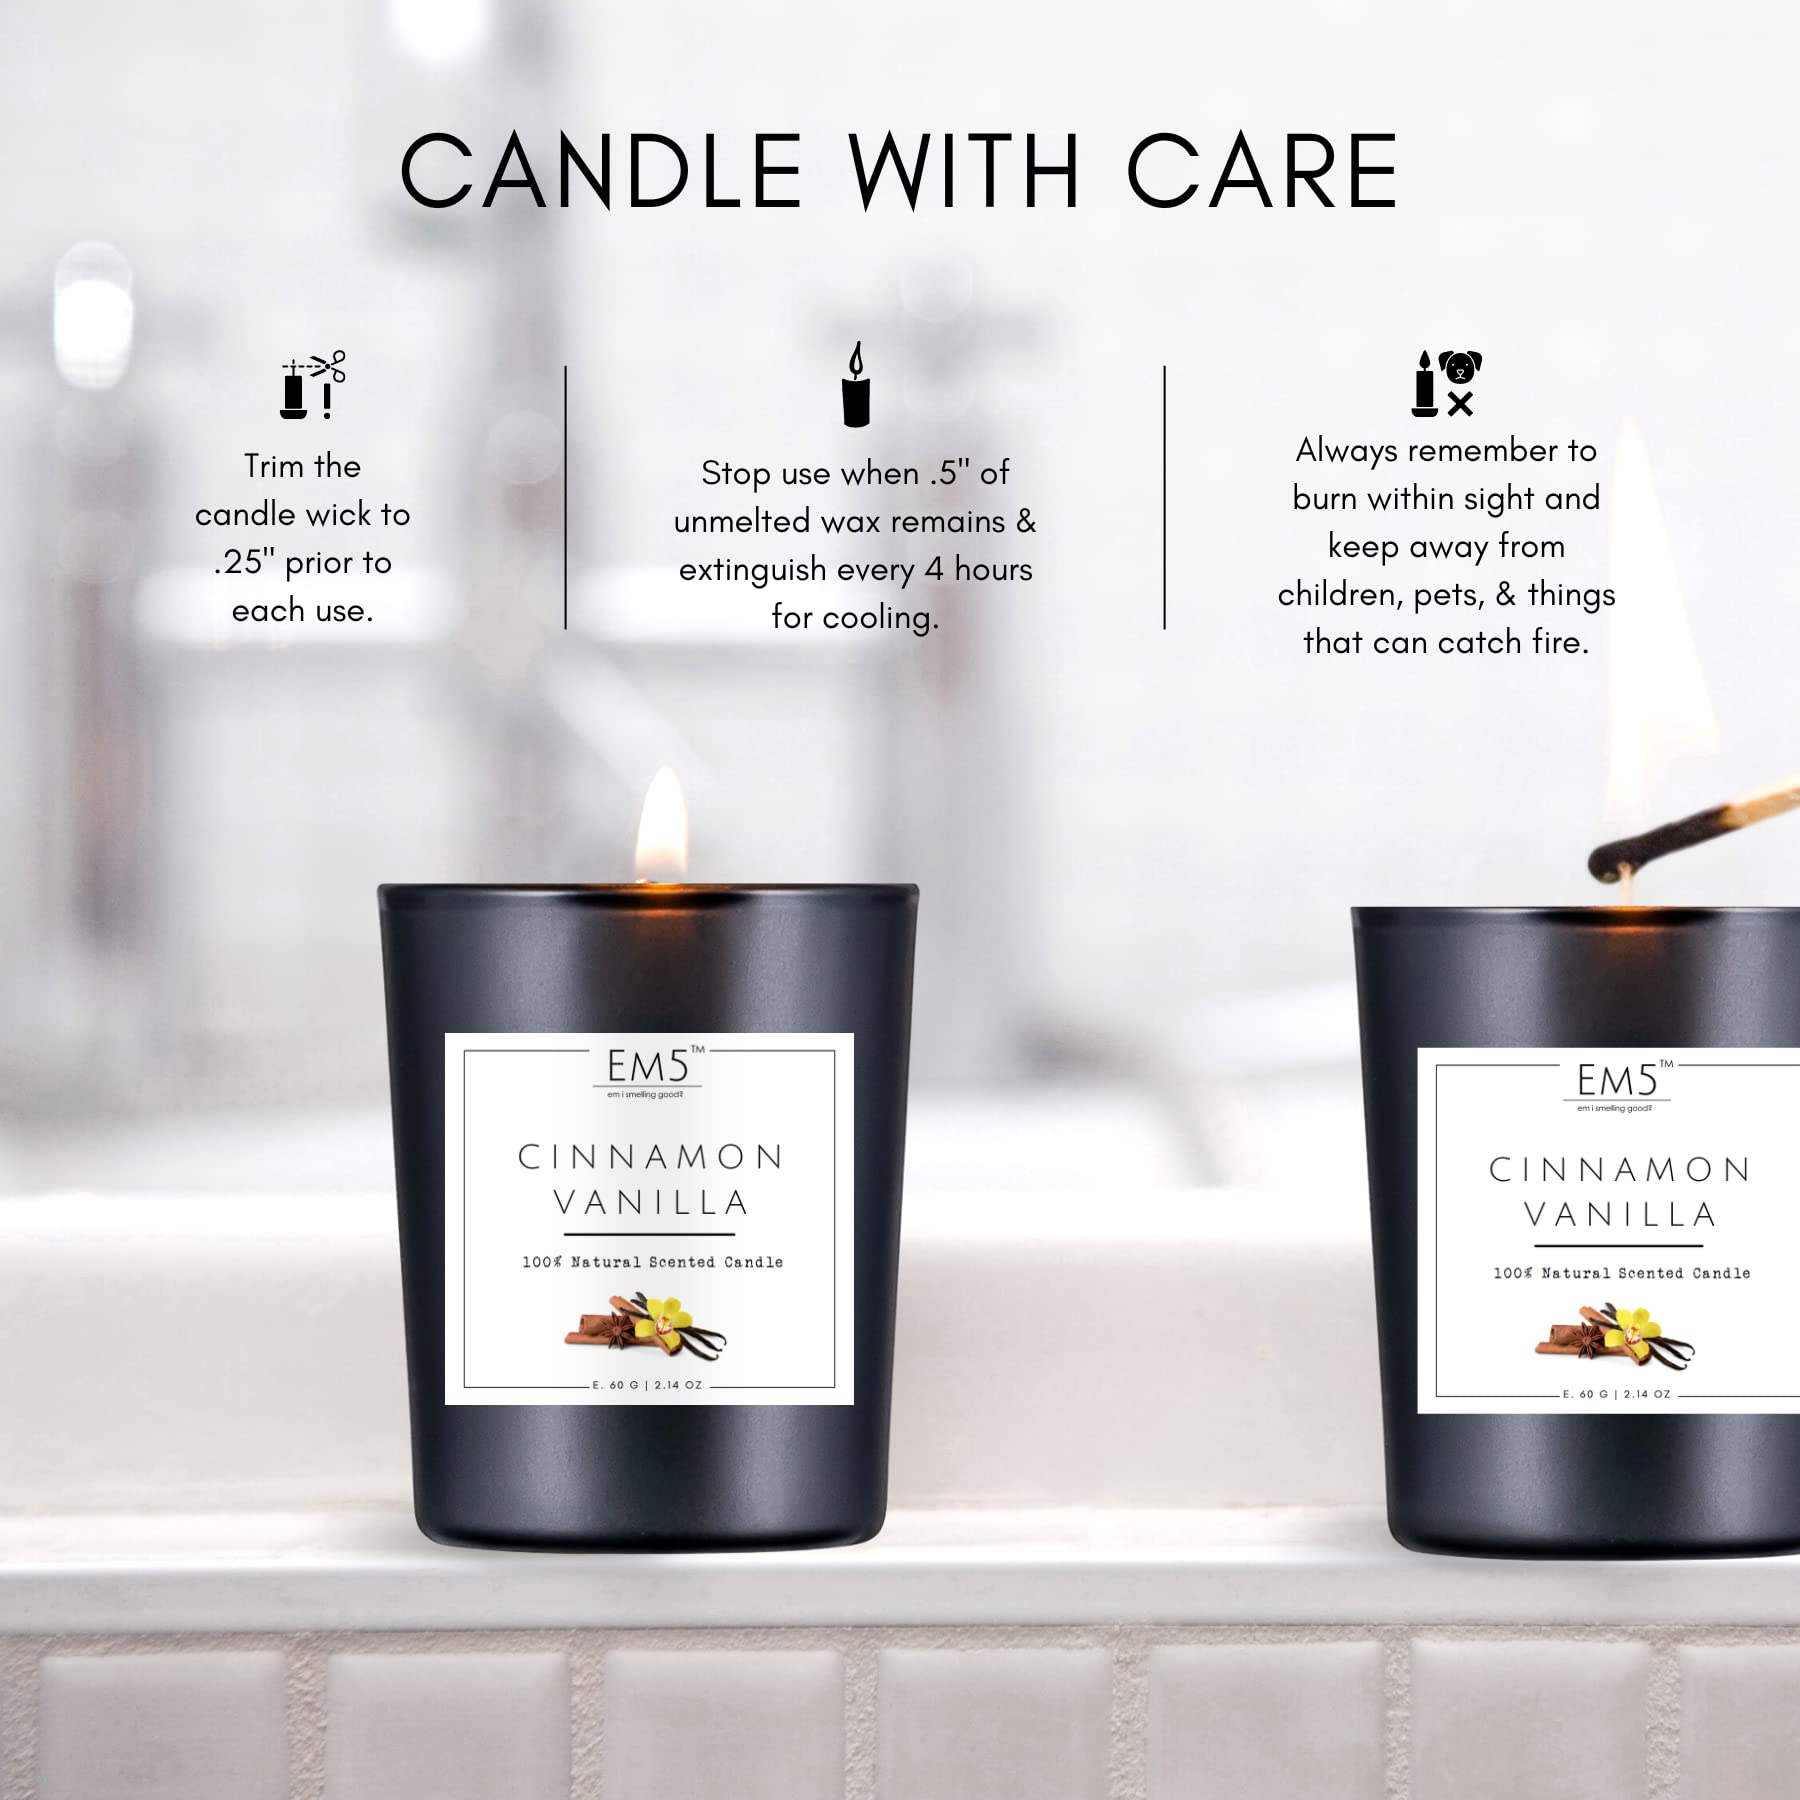 CANDLE WITH CARE
Trim the
candle wick to
.25" prior to
each use.
Stop use when .5" of
unmelted wax remains &
extinguish every 4 hours
for cooling.
Always remember to
burn within sight and
keep away from
children, pets, & things
that can catch fire.
EM5™
em i smelling good?
CINNAMON
VANILLA
100% Natural Scented Candle
E. 60 G | 2.14 OZ
EM5™
em i smelling good?
CINNAMON
VANILLA
100% Natural Scented Candle
E. 60 G | 2.14 OZ